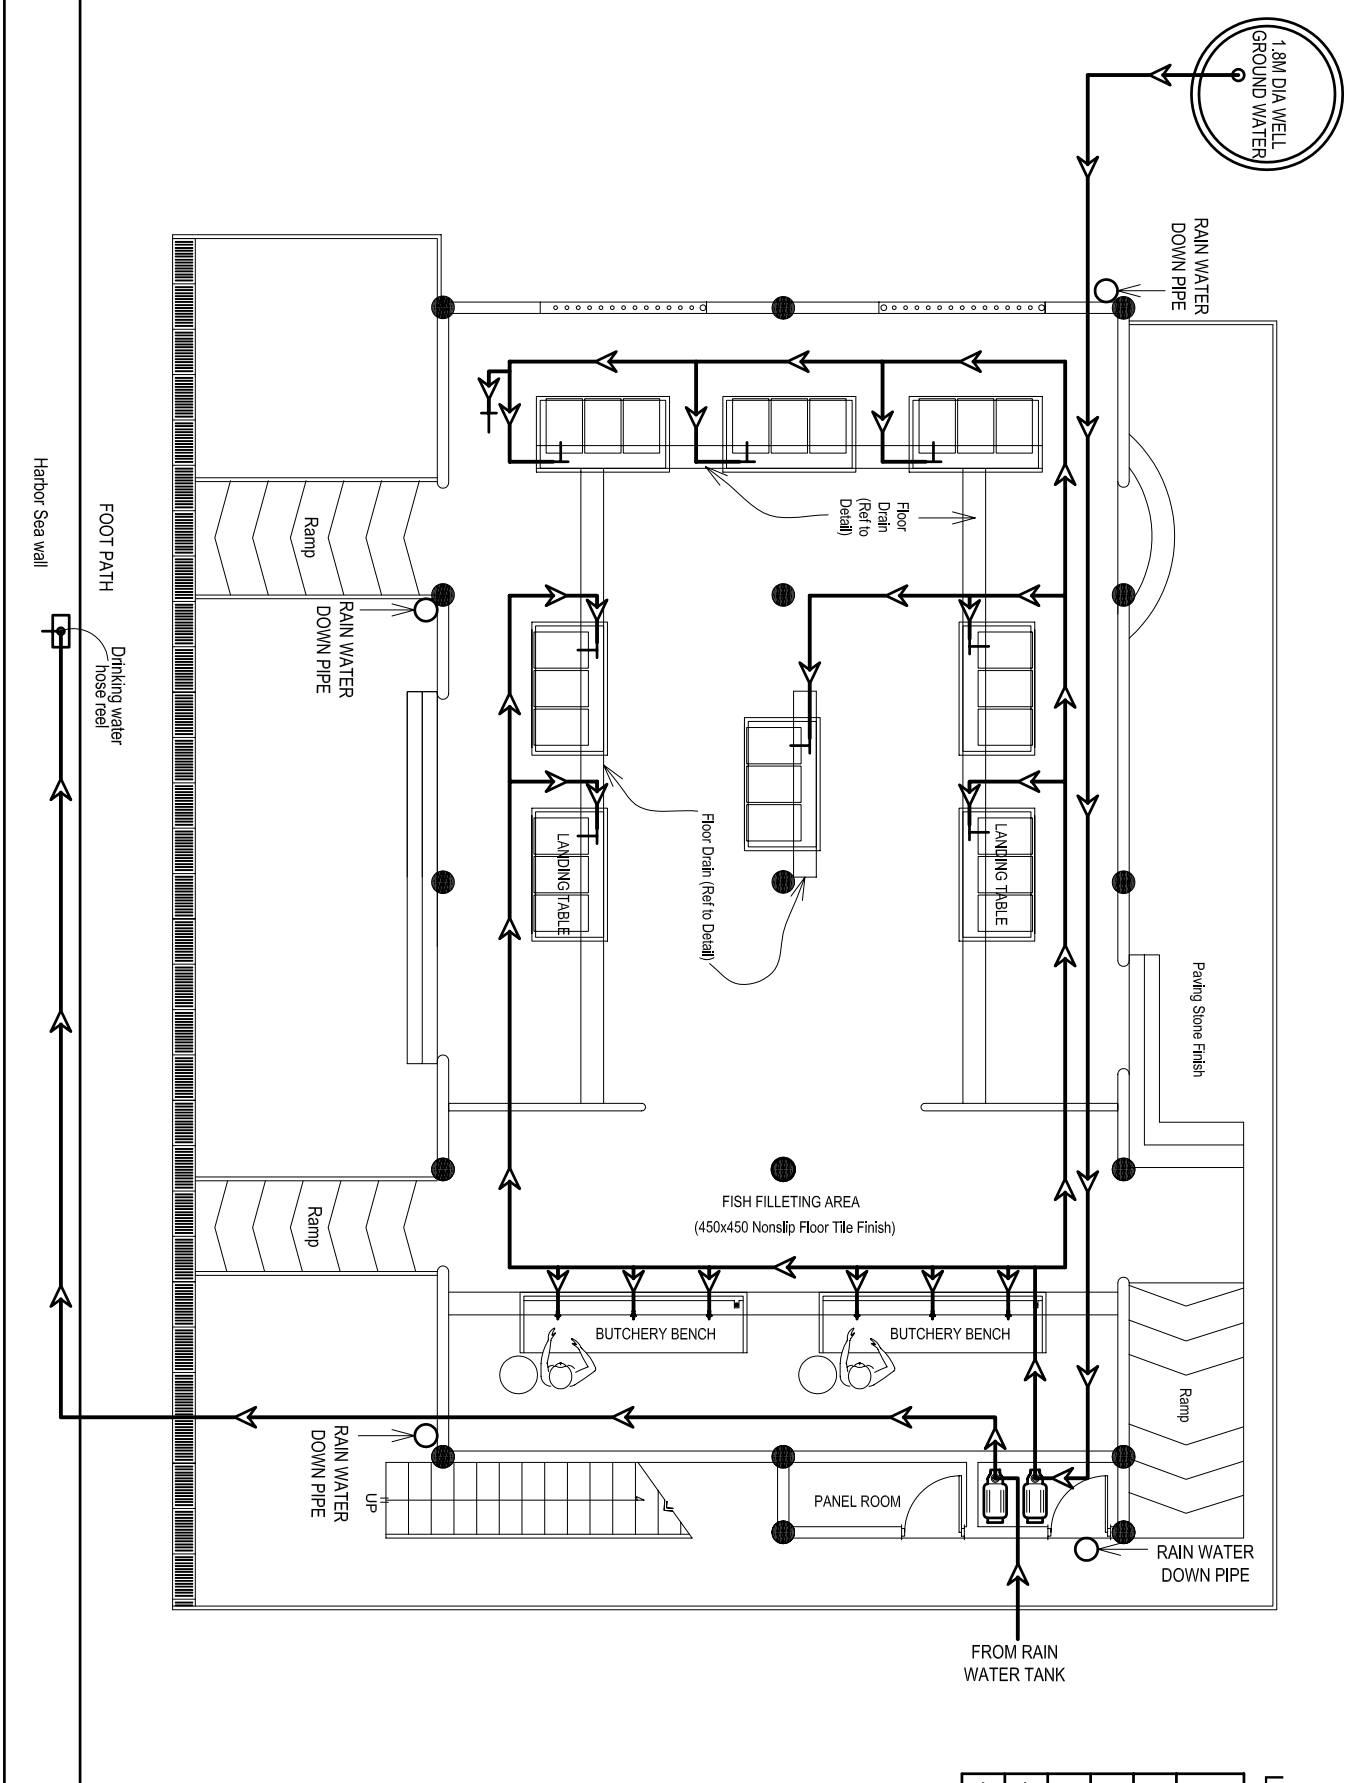 1.8M DIA WELL
GROUND WATER
RAIN WATER
DOWN PIPE
Floor
Drain
(Ref to
Detail)
Ramp
FOOT PATH
Harbor Sea wall
Drinking water
hose reel
RAIN WATER
DOWN PIPE
LANDING TABLE
LANDING TABLE
Floor Drain (Ref to Detail)
Paving Stone Finish
FISH FILLETING AREA
(450x450 Nonslip Floor Tile Finish)
Ramp
BUTCHERY BENCH
BUTCHERY BENCH
Ramp
RAIN WATER
DOWN PIPE
UP
PANEL ROOM
RAIN WATER
DOWN PIPE
FROM RAIN
WATER TANK